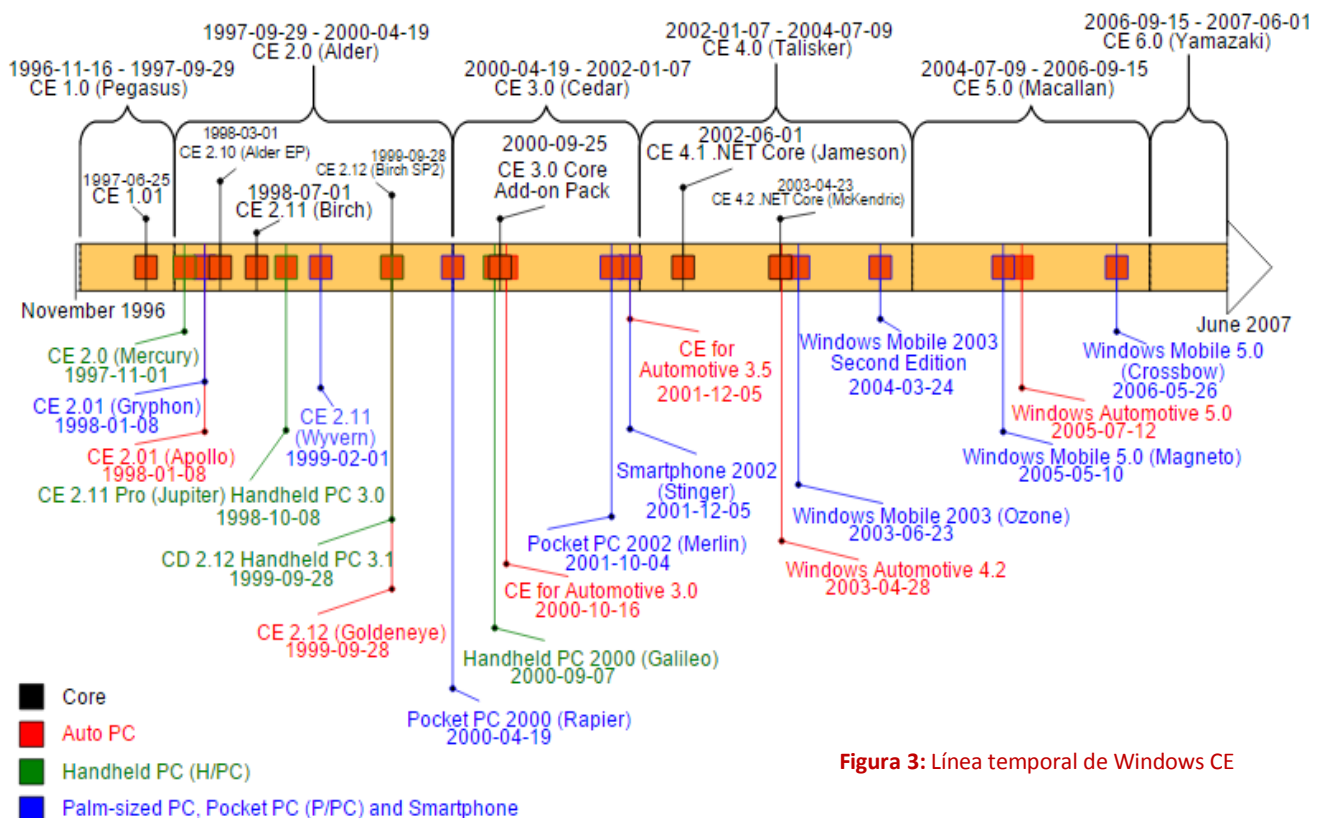 1996-11-16 - 1997-09-29
CE 1.0 (Pegasus)
1997-09-29 - 2000-04-19
CE 2.0 (Alder)
2000-04-19 - 2002-01-07
CE 3.0 (Cedar)
2002-01-07 - 2004-07-09
CE 4.0 (Talisker)
2004-07-09 - 2006-09-15
CE 5.0 (Macallan)
2006-09-15 - 2007-06-01
CE 6.0 (Yamazaki)
1997-06-25
CE 1.01
1998-03-01
CE 2.10 (Alder EP)
1998-07-01
CE 2.11 (Birch)
1999-09-28
CE 2.12 (Birch SP2)
2000-09-25
CE 3.0 Core
Add-on Pack
2002-06-01
CE 4.1 .NET Core (Jameson)
2003-04-23
CE 4.2 .NET Core (McKendric)
November 1996
June 2007
CE 2.0 (Mercury)
1997-11-01
CE 2.01 (Gryphon)
1998-01-08
CE 2.01 (Apollo)
1998-01-08
CE 2.11 Pro (Jupiter) Handheld PC 3.0
1998-10-08
CE 2.11
(Wyvern)
1999-02-01
CD 2.12 Handheld PC 3.1
1999-09-28
CE 2.12 (Goldeneye)
1999-09-28
Pocket PC 2000 (Rapier)
2000-04-19
Handheld PC 2000 (Galileo)
2000-09-07
CE for Automotive 3.0
2000-10-16
Pocket PC 2002 (Merlin)
2001-10-04
Smartphone 2002
(Stinger)
2001-12-05
CE for
Automotive 3.5
2001-12-05
Windows Automotive 4.2
2003-04-28
Windows Mobile 2003 (Ozone)
2003-06-23
Windows Mobile 2003
Second Edition
2004-03-24
Windows Mobile 5.0 (Magneto)
2005-05-10
Windows Automotive 5.0
2005-07-12
Windows Mobile 5.0
(Crossbow)
2006-05-26
Core
Auto PC
Handheld PC (H/PC)
Palm-sized PC, Pocket PC (P/PC) and Smartphone
Figura 3: Línea temporal de Windows CE